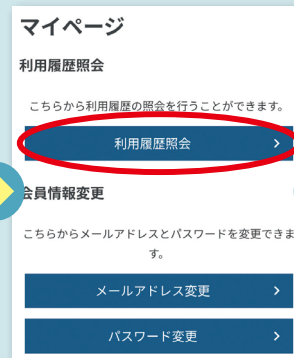 マイページ
利用履歴照会
こちらから利用履歴の照会を行うことができます。
利用履歴照会
会員情報変更
こちらからメールアドレスとパスワードを変更できま
す。
メールアドレス変更
パスワード変更